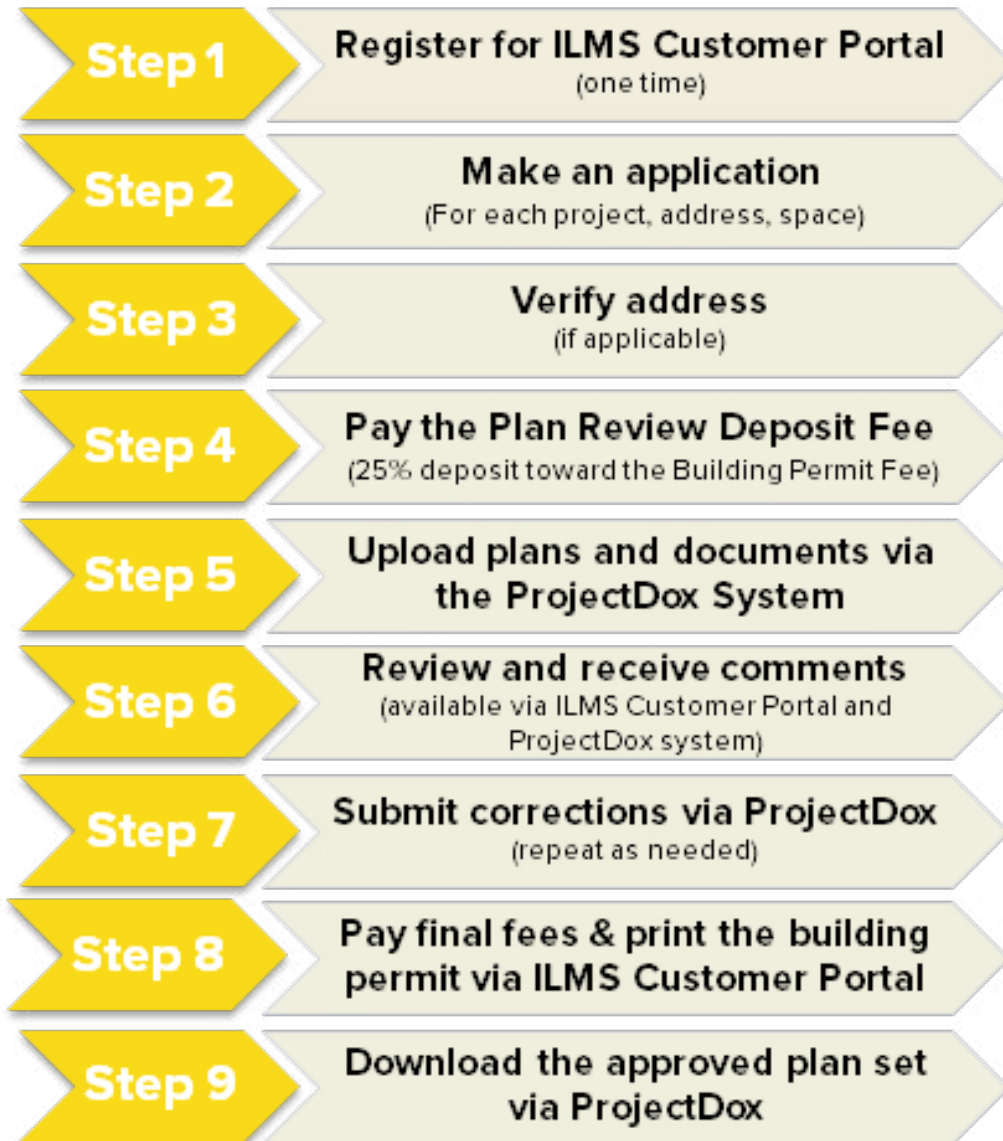 Step 1
Register for ILMS Customer Portal
(one time)
Step 2
Make an application
(For each project, address, space)
Step 3
Verify address
(if applicable)
Step 4
Pay the Plan Review Deposit Fee
(25% deposit toward the Building Permit Fee)
Step 5
Upload plans and documents via
the ProjectDox System
Step 6
Review and receive comments
(available via ILMS Customer Portal and
ProjectDox system)
Step 7
Submit corrections via ProjectDox
(repeat as needed)
Step 8
Pay final fees & print the building
permit via ILMS Customer Portal
Step 9
Download the approved plan set
via ProjectDox